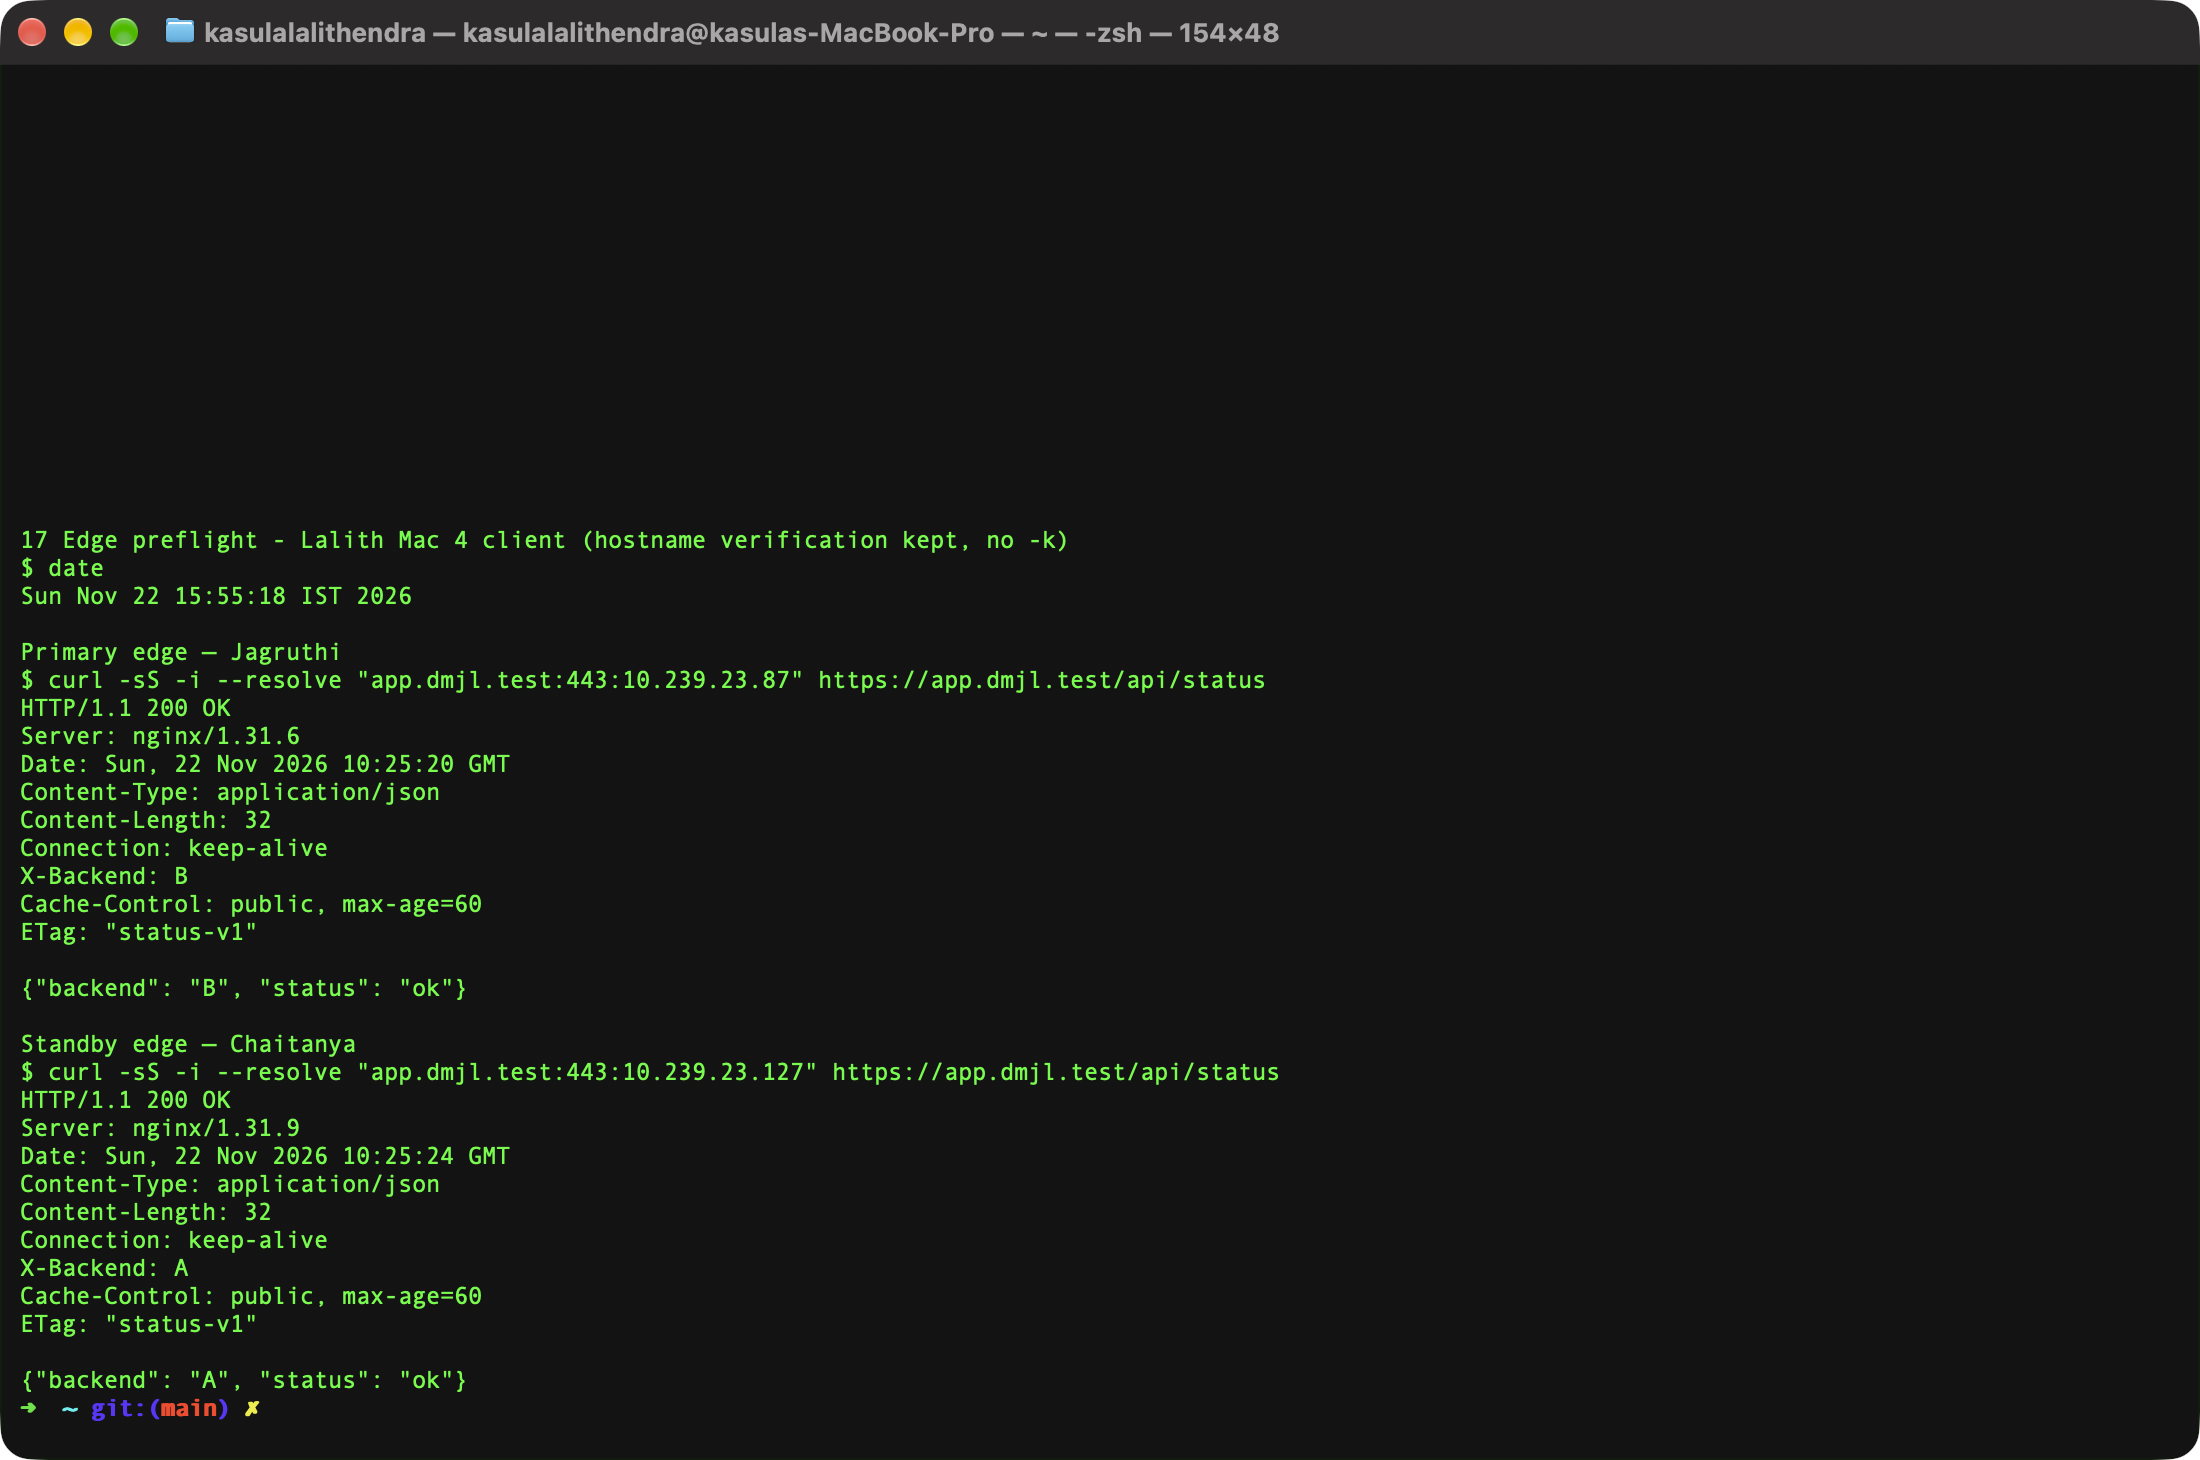 kasulalalithendra — kasulalalithendra@kasulas-MacBook-Pro — ~ — -zsh — 154×48
17 Edge preflight - Lalith Mac 4 client (hostname verification kept, no -k)
$ date
Sun Nov 22 15:55:18 IST 2026
Primary edge — Jagruthi
$ curl -sS -i --resolve "app.dmjl.test:443:10.239.23.87" https://app.dmjl.test/api/status
HTTP/1.1 200 OK
Server: nginx/1.31.6
Date: Sun, 22 Nov 2026 10:25:20 GMT
Content-Type: application/json
Content-Length: 32
Connection: keep-alive
X-Backend: B
Cache-Control: public, max-age=60
ETag: "status-v1"
{"backend": "B", "status": "ok"}
Standby edge — Chaitanya
$ curl -sS -i --resolve "app.dmjl.test:443:10.239.23.127" https://app.dmjl.test/api/status
HTTP/1.1 200 OK
Server: nginx/1.31.9
Date: Sun, 22 Nov 2026 10:25:24 GMT
Content-Type: application/json
Content-Length: 32
Connection: keep-alive
X-Backend: A
Cache-Control: public, max-age=60
ETag: "status-v1"
{"backend": "A", "status": "ok"}
➜ ~ git:(main) ✗